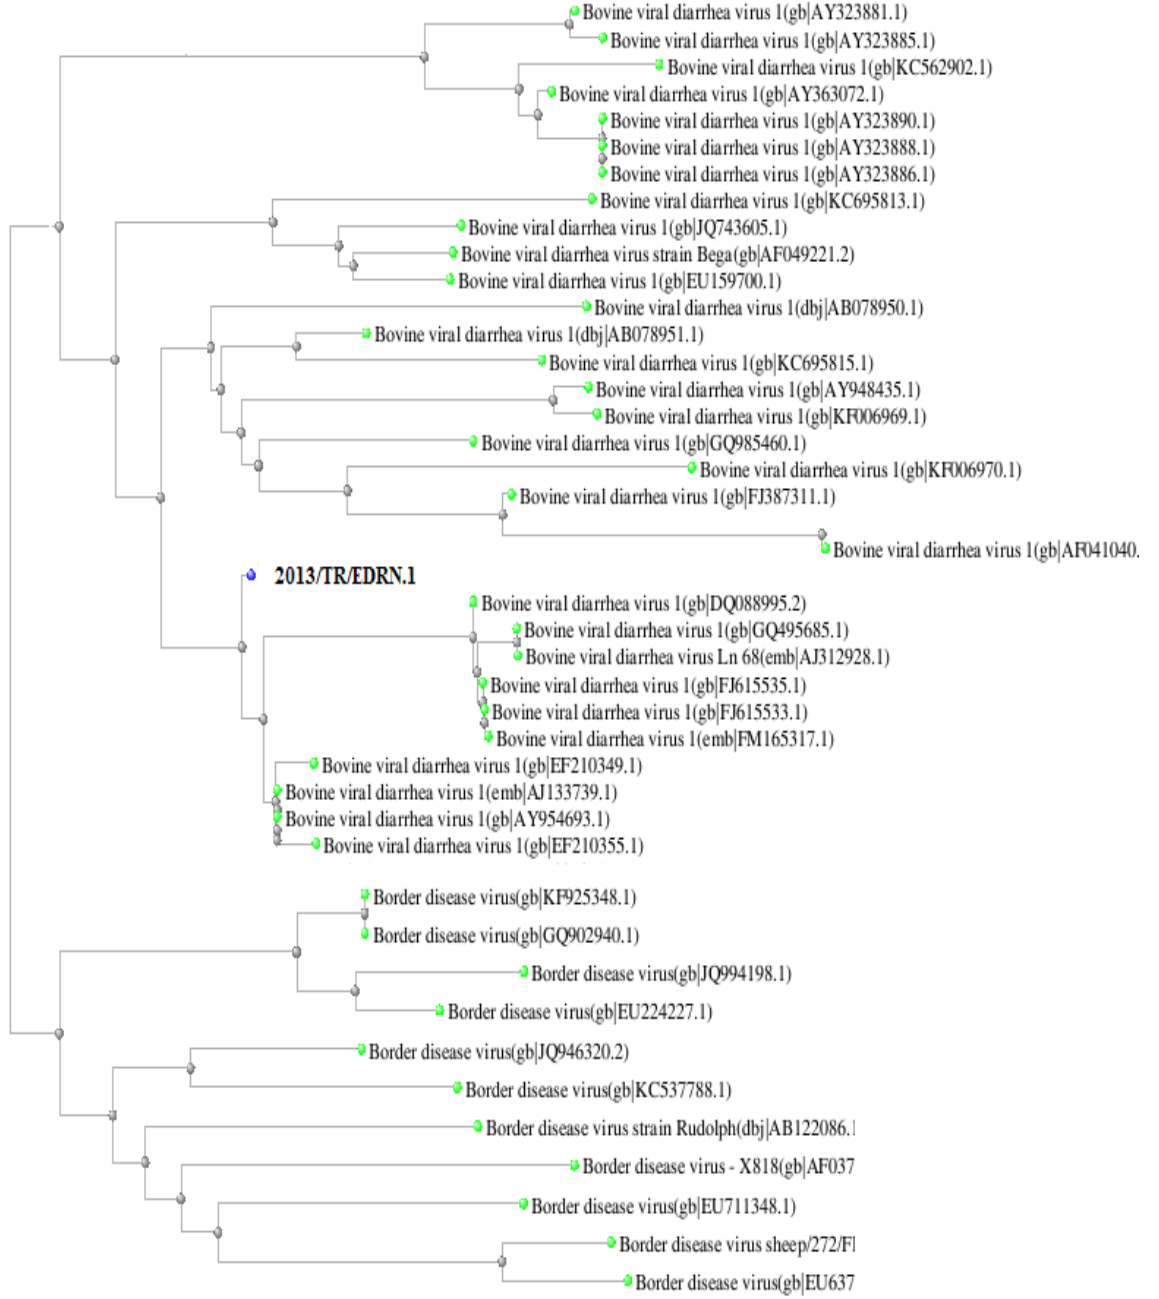 Bovine viral diarrhea virus 1(gb|AY323881.1)
Bovine viral diarrhea virus 1(gb|AY323885.1)
Bovine viral diarrhea virus 1(gb|KC562902.1)
Bovine viral diarrhea virus 1(gb|AY363072.1)
Bovine viral diarrhea virus 1(gb|AY323890.1)
Bovine viral diarrhea virus 1(gb|AY323888.1)
Bovine viral diarrhea virus 1(gb|AY323886.1)
Bovine viral diarrhea virus 1(gb|KC695813.1)
Bovine viral diarrhea virus 1(gb|JQ743605.1)
Bovine viral diarrhea virus strain Bega(gb|AF049221.2)
Bovine viral diarrhea virus 1(gb|EU159700.1)
Bovine viral diarrhea virus 1(dbj|AB078950.1)
Bovine viral diarrhea virus 1(dbj|AB078951.1)
Bovine viral diarrhea virus 1(gb|KC695815.1)
Bovine viral diarrhea virus 1(gb|AY948435.1)
Bovine viral diarrhea virus 1(gb|KF006969.1)
Bovine viral diarrhea virus 1(gb|GQ985460.1)
Bovine viral diarrhea virus 1(gb|KF006970.1)
Bovine viral diarrhea virus 1(gb|FJ387311.1)
Bovine viral diarrhea virus 1(gb|AF041040.
2013/TR/EDRN.1
Bovine viral diarrhea virus 1(gb|DQ088995.2)
Bovine viral diarrhea virus 1(gb|GQ495685.1)
Bovine viral diarrhea virus Ln 68(emb|AJ312928.1)
Bovine viral diarrhea virus 1(gb|FJ615535.1)
Bovine viral diarrhea virus 1(gb|FJ615533.1)
Bovine viral diarrhea virus 1(emb|FM165317.1)
Bovine viral diarrhea virus 1(gb|EF210349.1)
Bovine viral diarrhea virus 1(emb|AJ133739.1)
Bovine viral diarrhea virus 1(gb|AY954693.1)
Bovine viral diarrhea virus 1(gb|EF210355.1)
Border disease virus(gb|KF925348.1)
Border disease virus(gb|GQ902940.1)
Border disease virus(gb|JQ994198.1)
Border disease virus(gb|EU224227.1)
Border disease virus(gb|JQ946320.2)
Border disease virus(gb|KC537788.1)
Border disease virus strain Rudolph(dbj|AB122086.1
Border disease virus - X818(gb|AF037
Border disease virus(gb|EU711348.1)
Border disease virus sheep/272/F
Border disease virus(gb|EU637